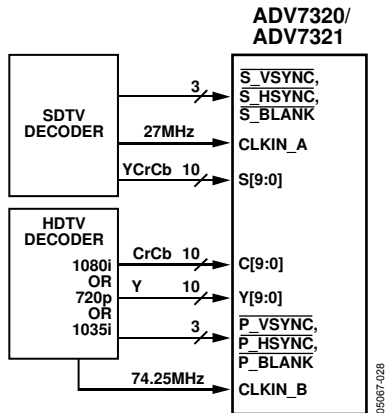 ADV7320/
ADV7321
SDTV
DECODER
3
S_VSYNC,
S_HSYNC,
S_BLANK
27MHz
CLKIN_A
YCrCb 10
S[9:0]
HDTV
DECODER
1080i
OR
720p
OR
1035i
CrCb 10
C[9:0]
Y 10
Y[9:0]
3
P_VSYNC,
P_HSYNC,
P_BLANK
74.25MHz
CLKIN_B
05067-028